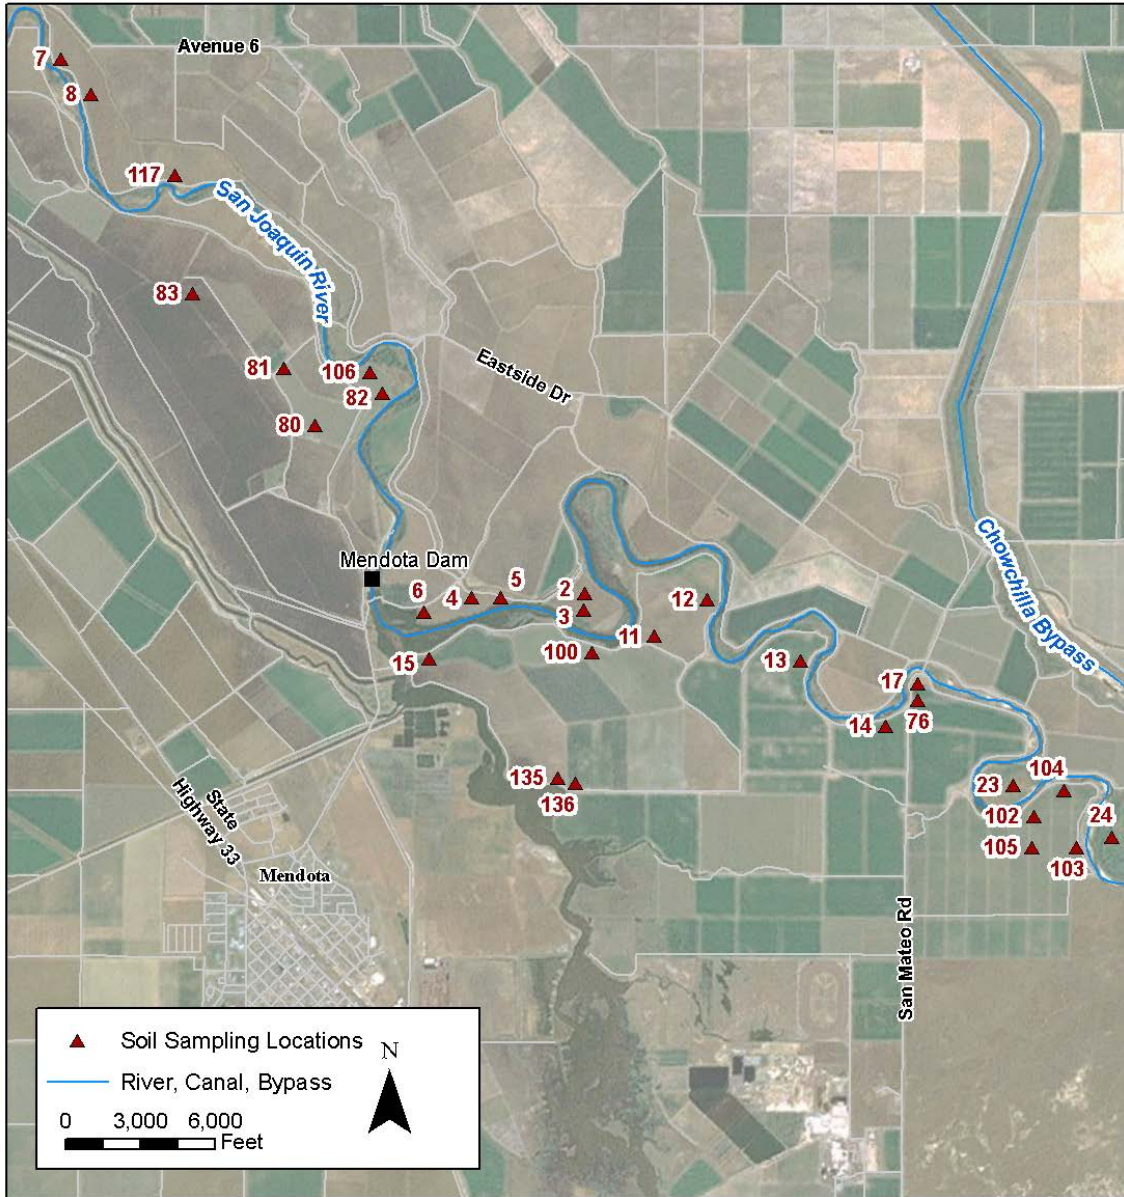 Avenue 6
7
8
117
San Joaquin River
83
81
106
82
80
Eastside Dr
Chowchilla Bypass
Mendota Dam
6
4
5
2
3
12
11
100
15
13
17
76
14
135
136
23
104
102
24
105
103
State
Highway 33
Mendota
San Mateo Rd
Soil Sampling Locations
N
River, Canal, Bypass
0 3,000 6,000
Feet